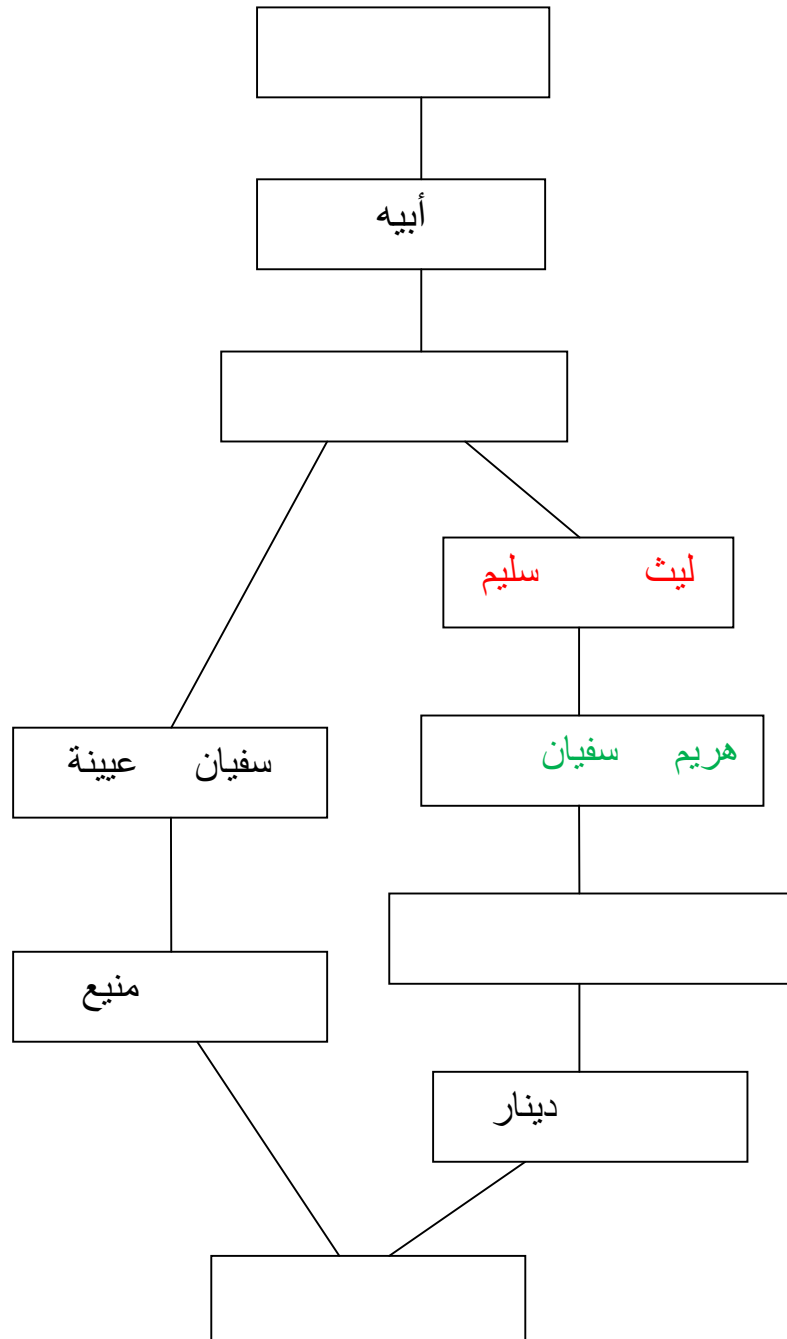 أبيه
ليث سليم
هريم سفيان
سفيان عيينة
منيع
دينار